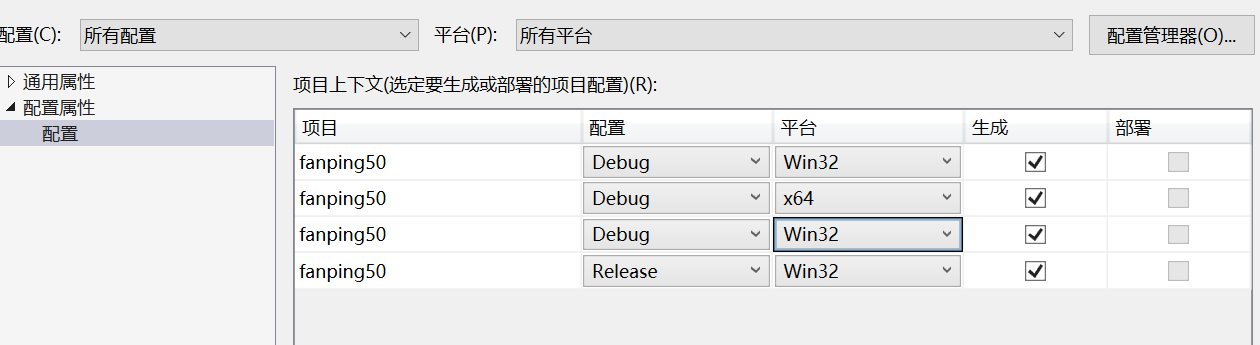 配置(C): 所有配置 平台(P): 所有平台 配置管理器(O)...
通用属性
配置属性
配置
项目上下文(选定要生成或部署的项目配置)(R):
项目 配置 平台 生成 部署
fanping50 Debug Win32
fanping50 Debug x64
fanping50 Debug Win32
fanping50 Release Win32